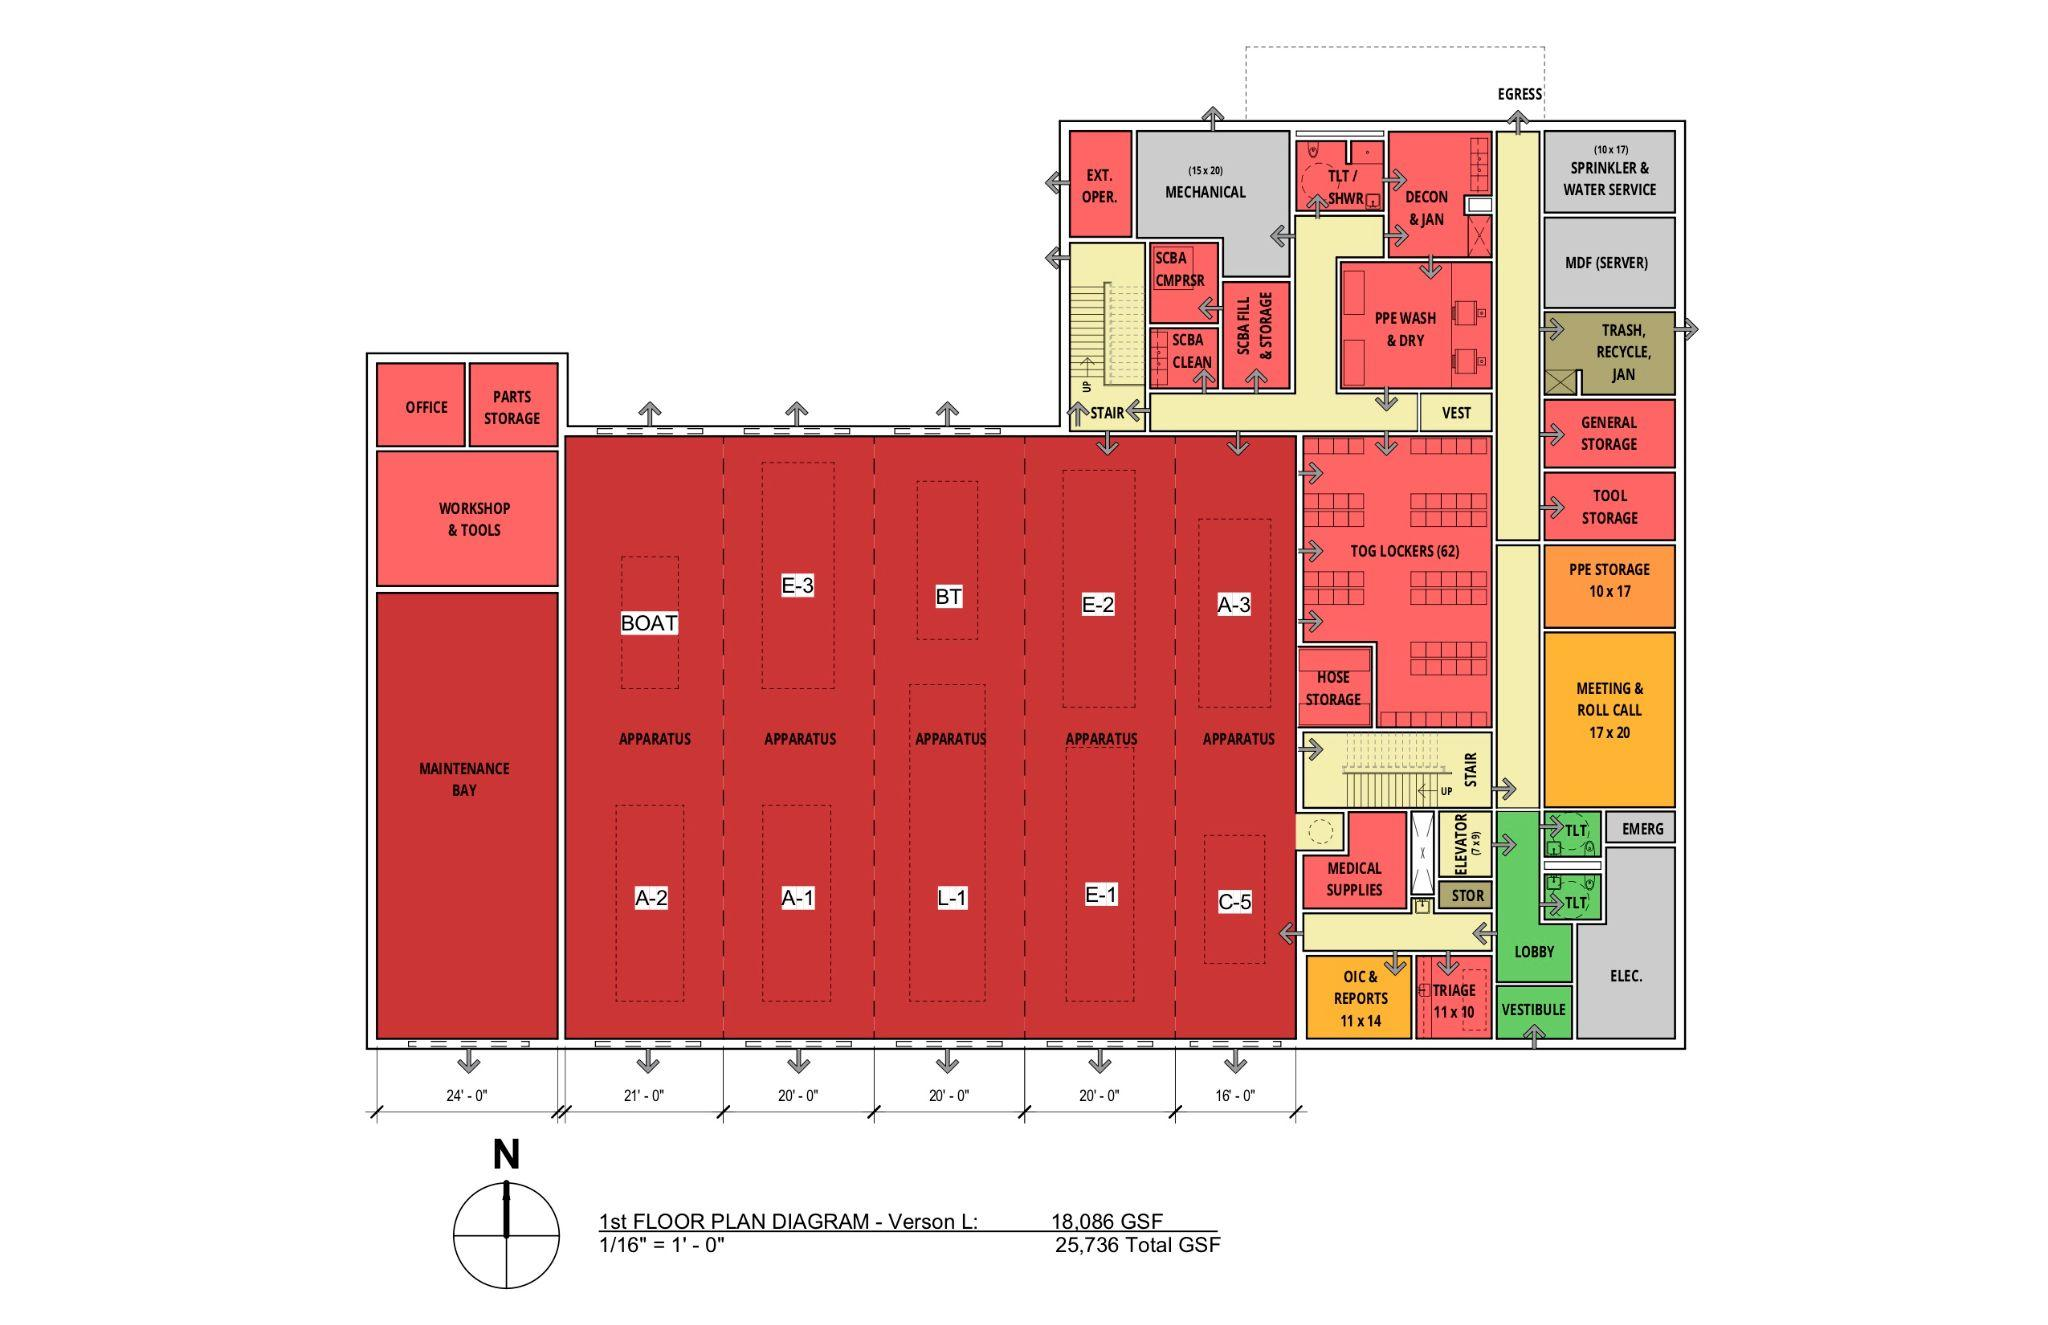 EGRESS
EXT.
OPER.
(15 x 20)
MECHANICAL
TLT /
SHWR
DECON
& JAN
(10 x 17)
SPRINKLER &
WATER SERVICE
MDF (SERVER)
SCBA
CMPRSR
SCBA FILL
& STORAGE
SCBA
CLEAN
PPE WASH
& DRY
TRASH,
RECYCLE,
JAN
UP
STAIR
VEST
OFFICE
PARTS
STORAGE
GENERAL
STORAGE
WORKSHOP
& TOOLS
TOOL
STORAGE
TOG LOCKERS (62)
PPE STORAGE
10 x 17
BOAT
E-3
BT
E-2
A-3
HOSE
STORAGE
MEETING &
ROLL CALL
17 x 20
APPARATUS
APPARATUS
APPARATUS
APPARATUS
APPARATUS
MAINTENANCE
BAY
STAIR
UP
ELEVATOR
(7 x 9)
TLT
EMERG
MEDICAL
SUPPLIES
STOR
TLT
A-2
A-1
L-1
E-1
C-5
LOBBY
ELEC.
OIC &
REPORTS
11 x 14
TRIAGE
11 x 10
VESTIBULE
24' - 0"
21' - 0"
20' - 0"
20' - 0"
20' - 0"
16' - 0"
N
1st FLOOR PLAN DIAGRAM - Verson L: 18,086 GSF
1/16" = 1' - 0" 25,736 Total GSF